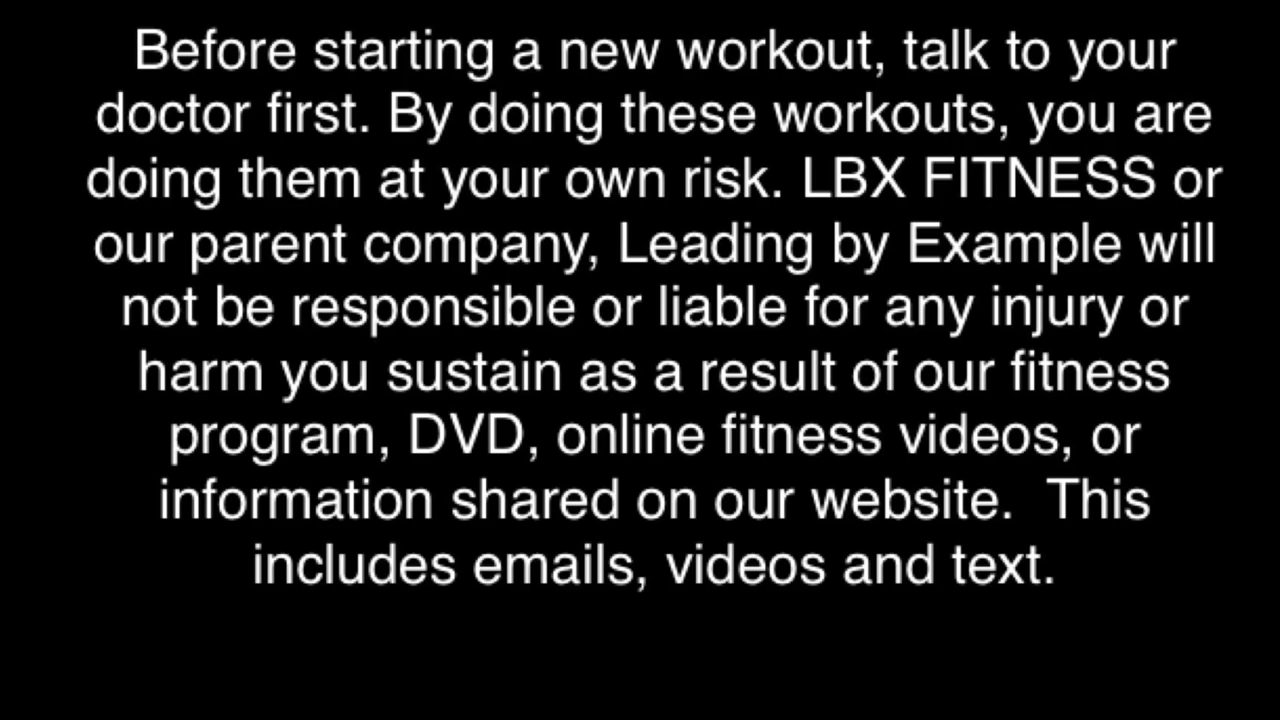 Before starting a new workout, talk to your
doctor first. By doing these workouts, you are
doing them at your own risk. LBX FITNESS or
our parent company, Leading by Example will
not be responsible or liable for any injury or
harm you sustain as a result of our fitness
program, DVD, online fitness videos, or
information shared on our website.  This
includes emails, videos and text.